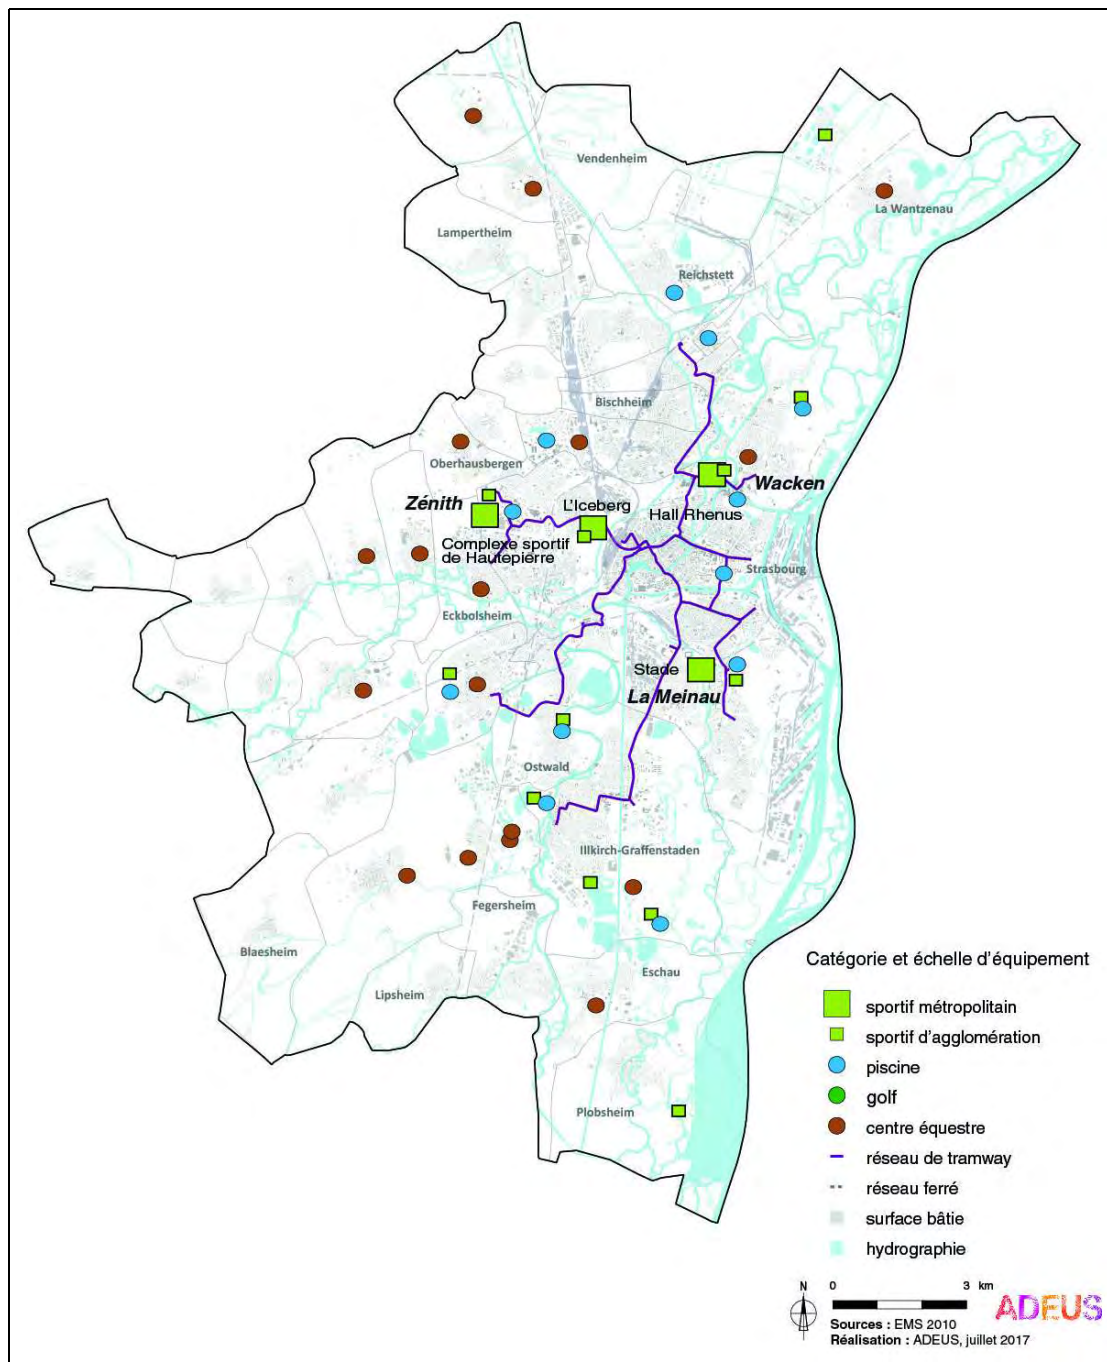 Vendenheim
La Wantzenau
Lampertheim
Reichstett
Bischheim
Oberhausbergen
Zénith
Wacken
L'Iceberg
Hall Rhenus
Complexe sportif
de Hautepierre
Strasbourg
Eckbolsheim
Stade
La Meinau
Ostwald
Illkirch-Graffenstaden
Fegersheim
Blaesheim
Eschau
Lipsheim
Plobsheim
Catégorie et échelle d'équipement
sportif métropolitain
sportif d'agglomération
piscine
golf
centre équestre
réseau de tramway
réseau ferré
surface bâtie
hydrographie
N 0 3 km
ADEUS
Sources : EMS 2010
Réalisation : ADEUS, juillet 2017